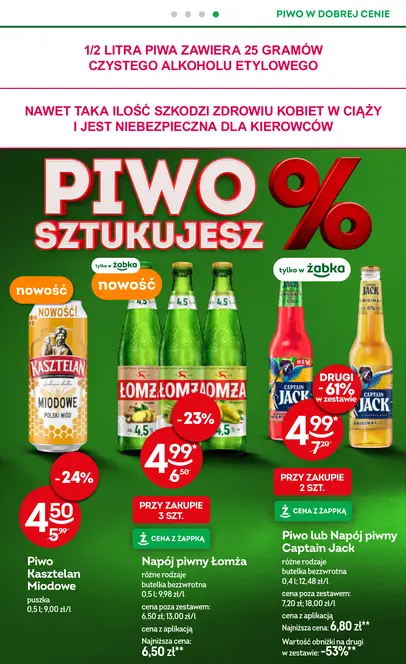 PIWO W DOBREJ CENIE
1/2 LITRA PIWA ZAWIERA 25 GRAMÓW
CZYSTEGO ALKOHOLU ETYLOWEGO
NAWET TAKA ILOŚĆ SZKODZI ZDROWIU KOBIET W CIĄŻY
I JEST NIEBEZPIECZNA DLA KIEROWCÓW
PIWO %
SZTUKUJESZ
nowość
NOWOŚĆ!
KASZTELAN
MIODOWE
POLSKI MIÓD
-24%
4 50
5 99
Piwo
Kasztelan
Miodowe
puszka
0,5 l; 9,00 zł/l
tylko w żabka
nowość
4,5% 4,5% 4,5%
ŁOMŻA ŁOMŻA ŁOMŻA
-23%
4 99*
6 50
PRZY ZAKUPIE
3 SZT.
CENA Z ŻAPPKĄ
Napój piwny Łomża
różne rodzaje
butelka bezzwrotna
0,5 l; 9,98 zł/l
cena poza zestawem:
6,50 zł; 13,00 zł/l
cena z aplikacją
Najniższa cena:
6,50 zł**
tylko w żabka
CAPTAIN
JACK
CAPTAIN
JACK
ORIGINAL
DRUGI
-61%
w zestawie
4 99*
7 20
PRZY ZAKUPIE
2 SZT.
CENA Z ŻAPPKĄ
Piwo lub Napój piwny
Captain Jack
różne rodzaje
butelka bezzwrotna
0,4 l; 12,48 zł/l
cena poza zestawem:
7,20 zł; 18,00 zł/l
cena z aplikacją
Najniższa cena: 6,80 zł**
Wartość obniżki na drugi
w zestawie: -53%**